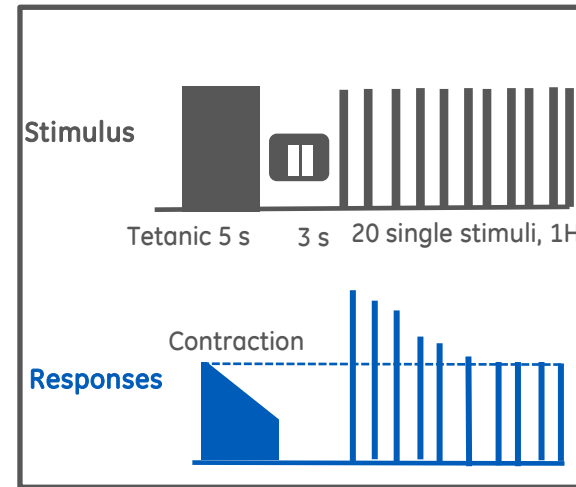 Stimulus
Tetanic 5 s
3 s
20 single stimuli, 1H
Contraction
Responses